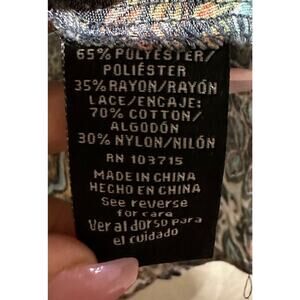 65% POLYESTER/
POLIÉSTER
35% RAYON/RAYÓN
LACE/ENCAJE:
70% COTTON/
ALGODÓN
30% NYLON/NILÓN
RN 103715
MADE IN CHINA
HECHO EN CHINA
See reverse
for care
Ver al dorso para
el cuidado